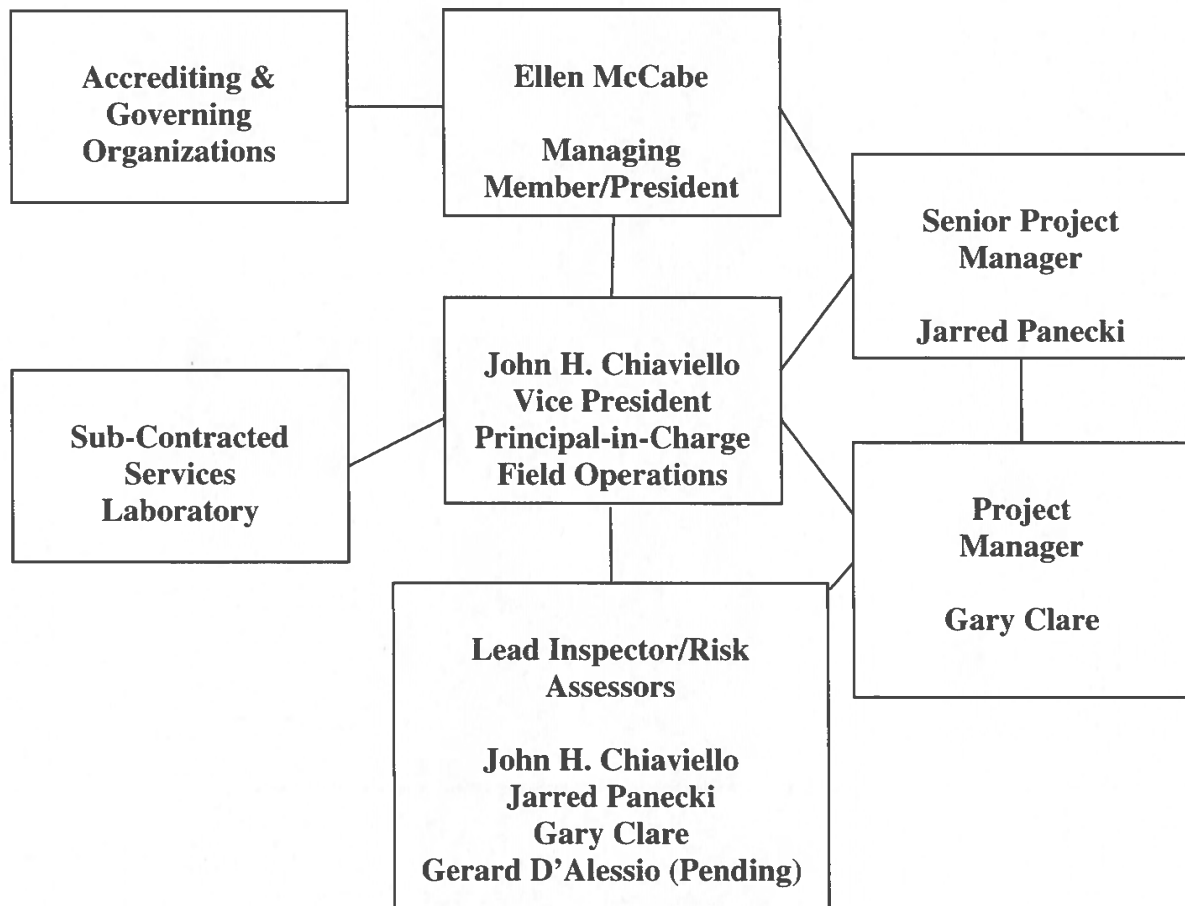 Accrediting &
Governing
Organizations
Ellen McCabe
Managing
Member/President
Senior Project
Manager
Jarred Panecki
John H. Chiaviello
Vice President
Principal-in-Charge
Field Operations
Sub-Contracted
Services
Laboratory
Project
Manager
Gary Clare
Lead Inspector/Risk
Assessors
John H. Chiaviello
Jarred Panecki
Gary Clare
Gerard D'Alessio (Pending)